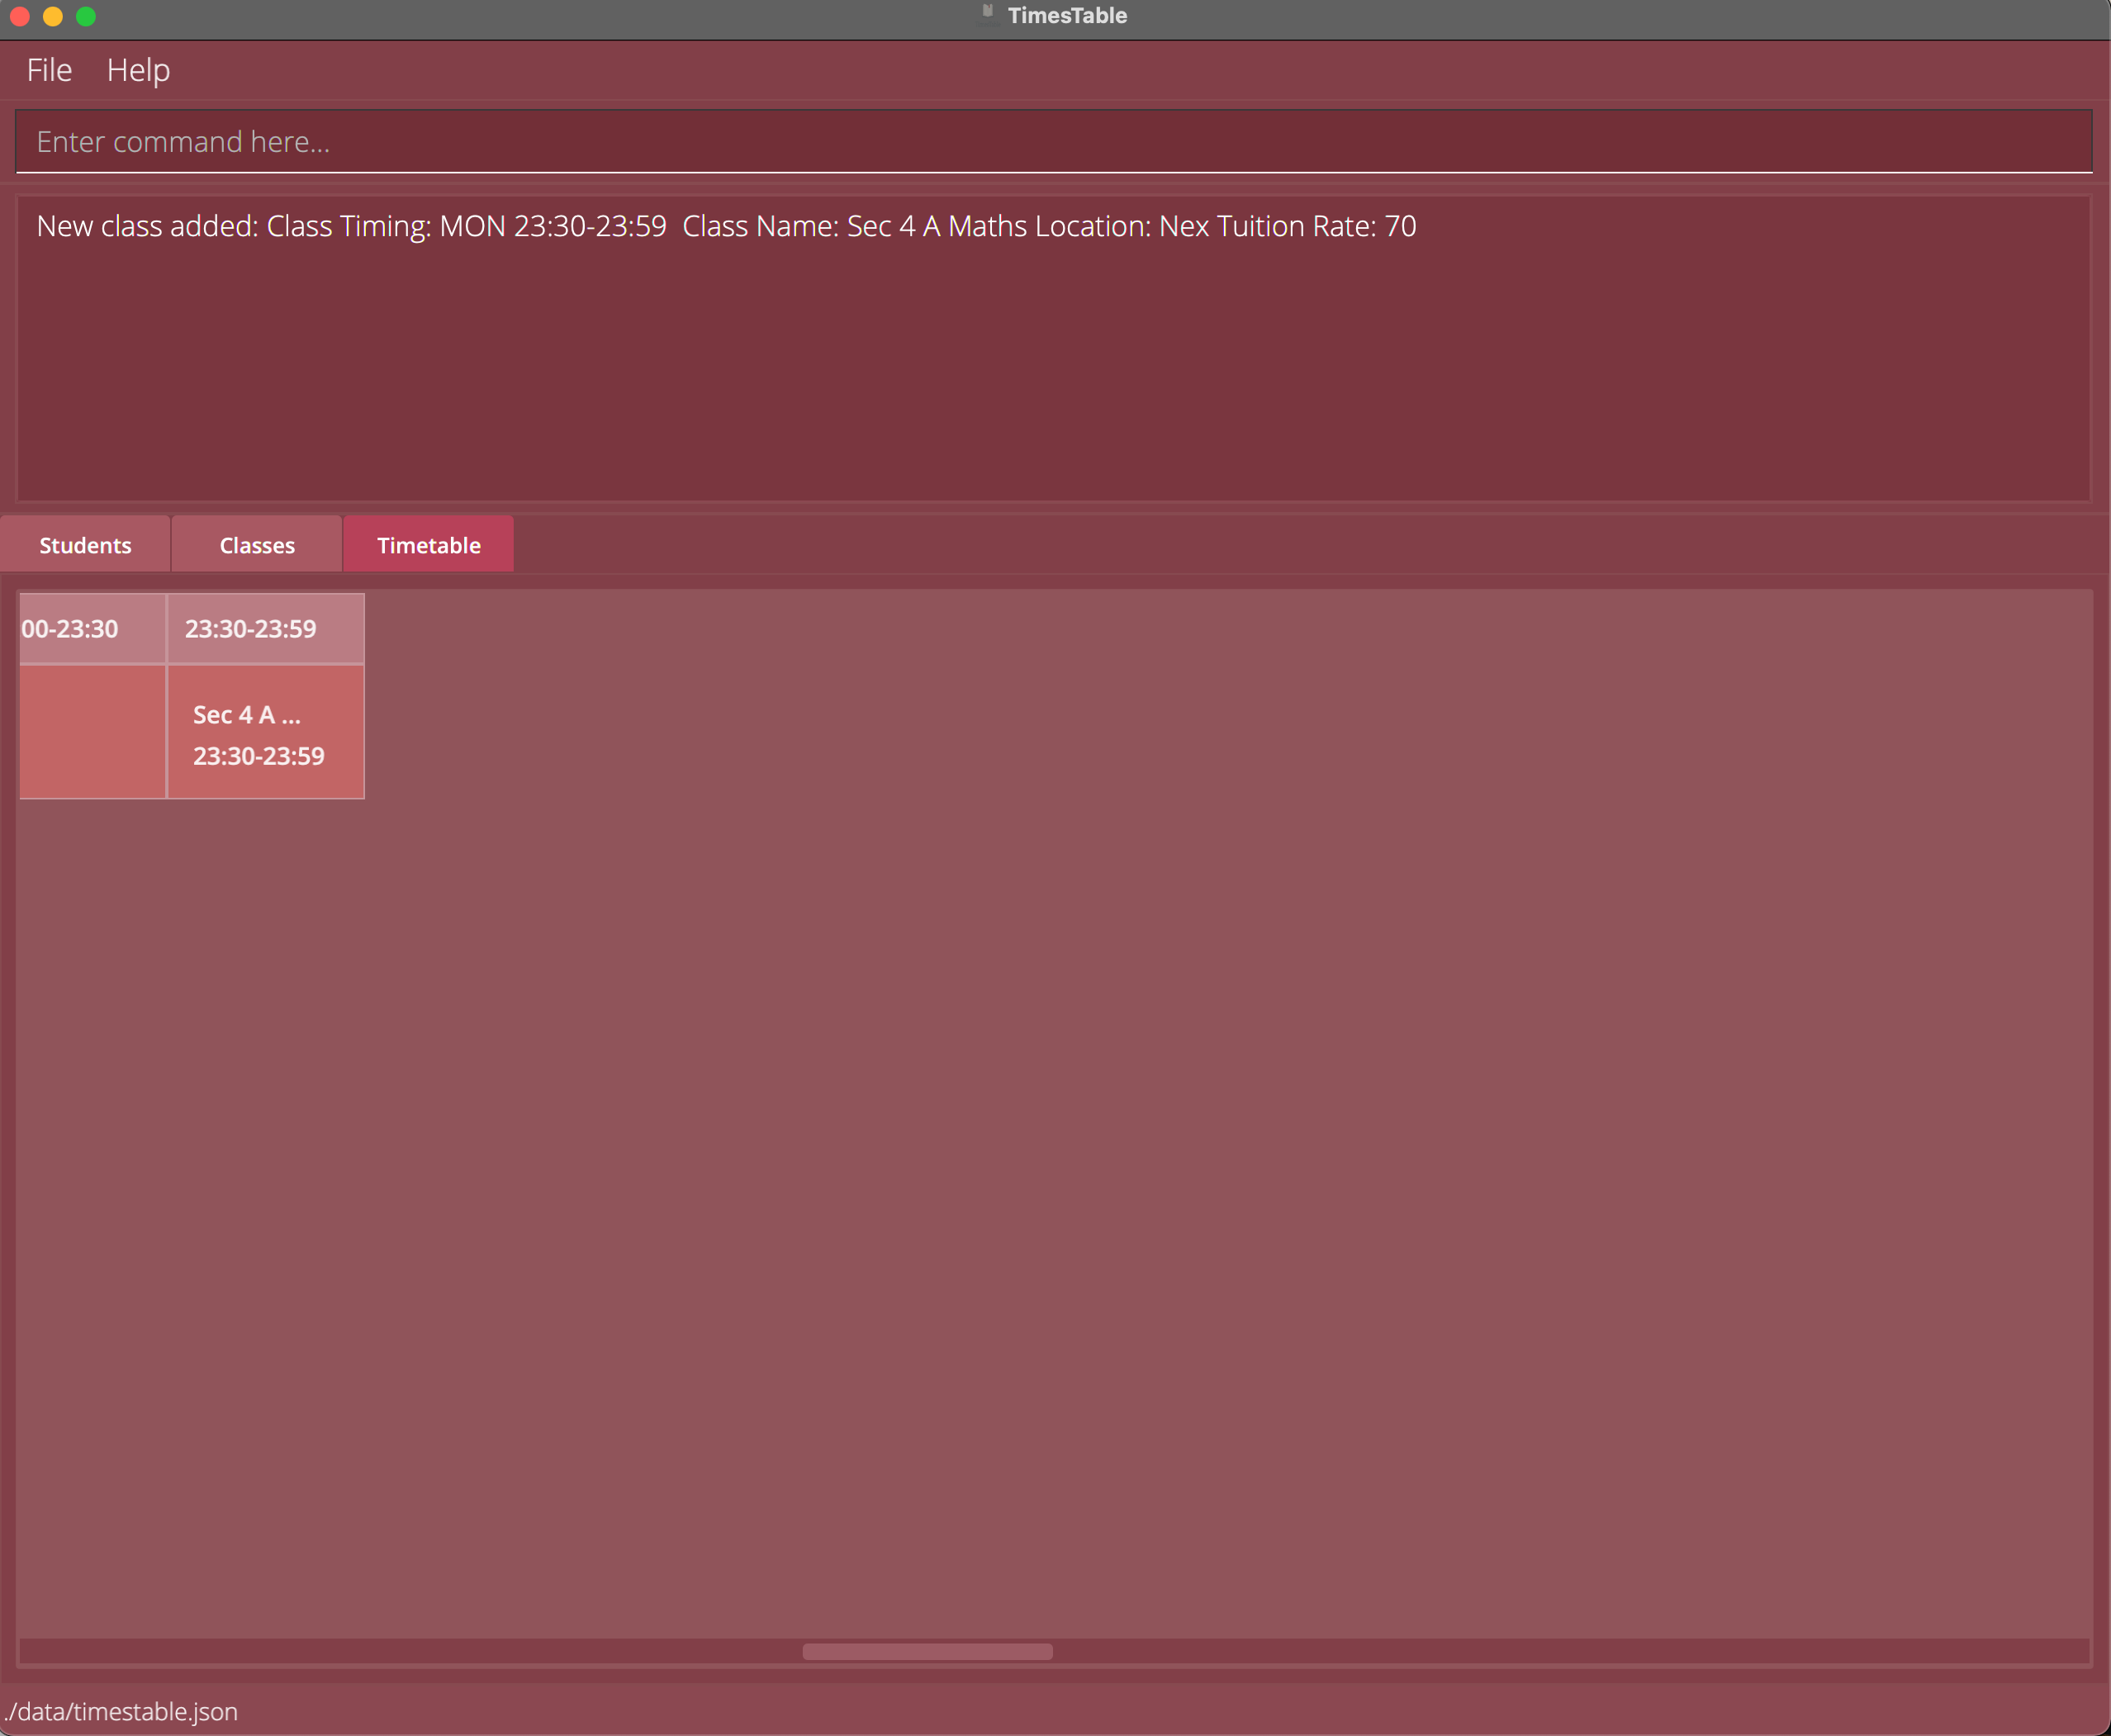 TimesTable
File Help
Enter command here...
New class added: Class Timing: MON 23:30-23:59  Class Name: Sec 4 A Maths Location: Nex Tuition Rate: 70
Students Classes Timetable
00-23:30 23:30-23:59
Sec 4 A ...
23:30-23:59
./data/timestable.json